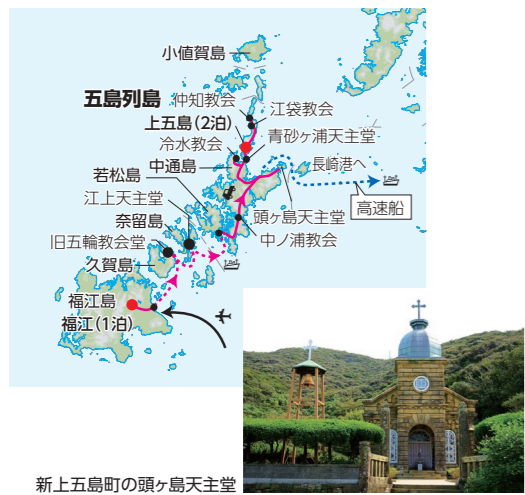 小値賀島
五島列島
仲知教会
江袋教会
上五島(2泊)
青砂ヶ浦天主堂
冷水教会
中通島
長崎港へ
若松島
江上天主堂
高速船
頭ヶ島天主堂
奈留島
中ノ浦教会
旧五輪教会堂
久賀島
福江島
福江(1泊)
新上五島町の頭ヶ島天主堂